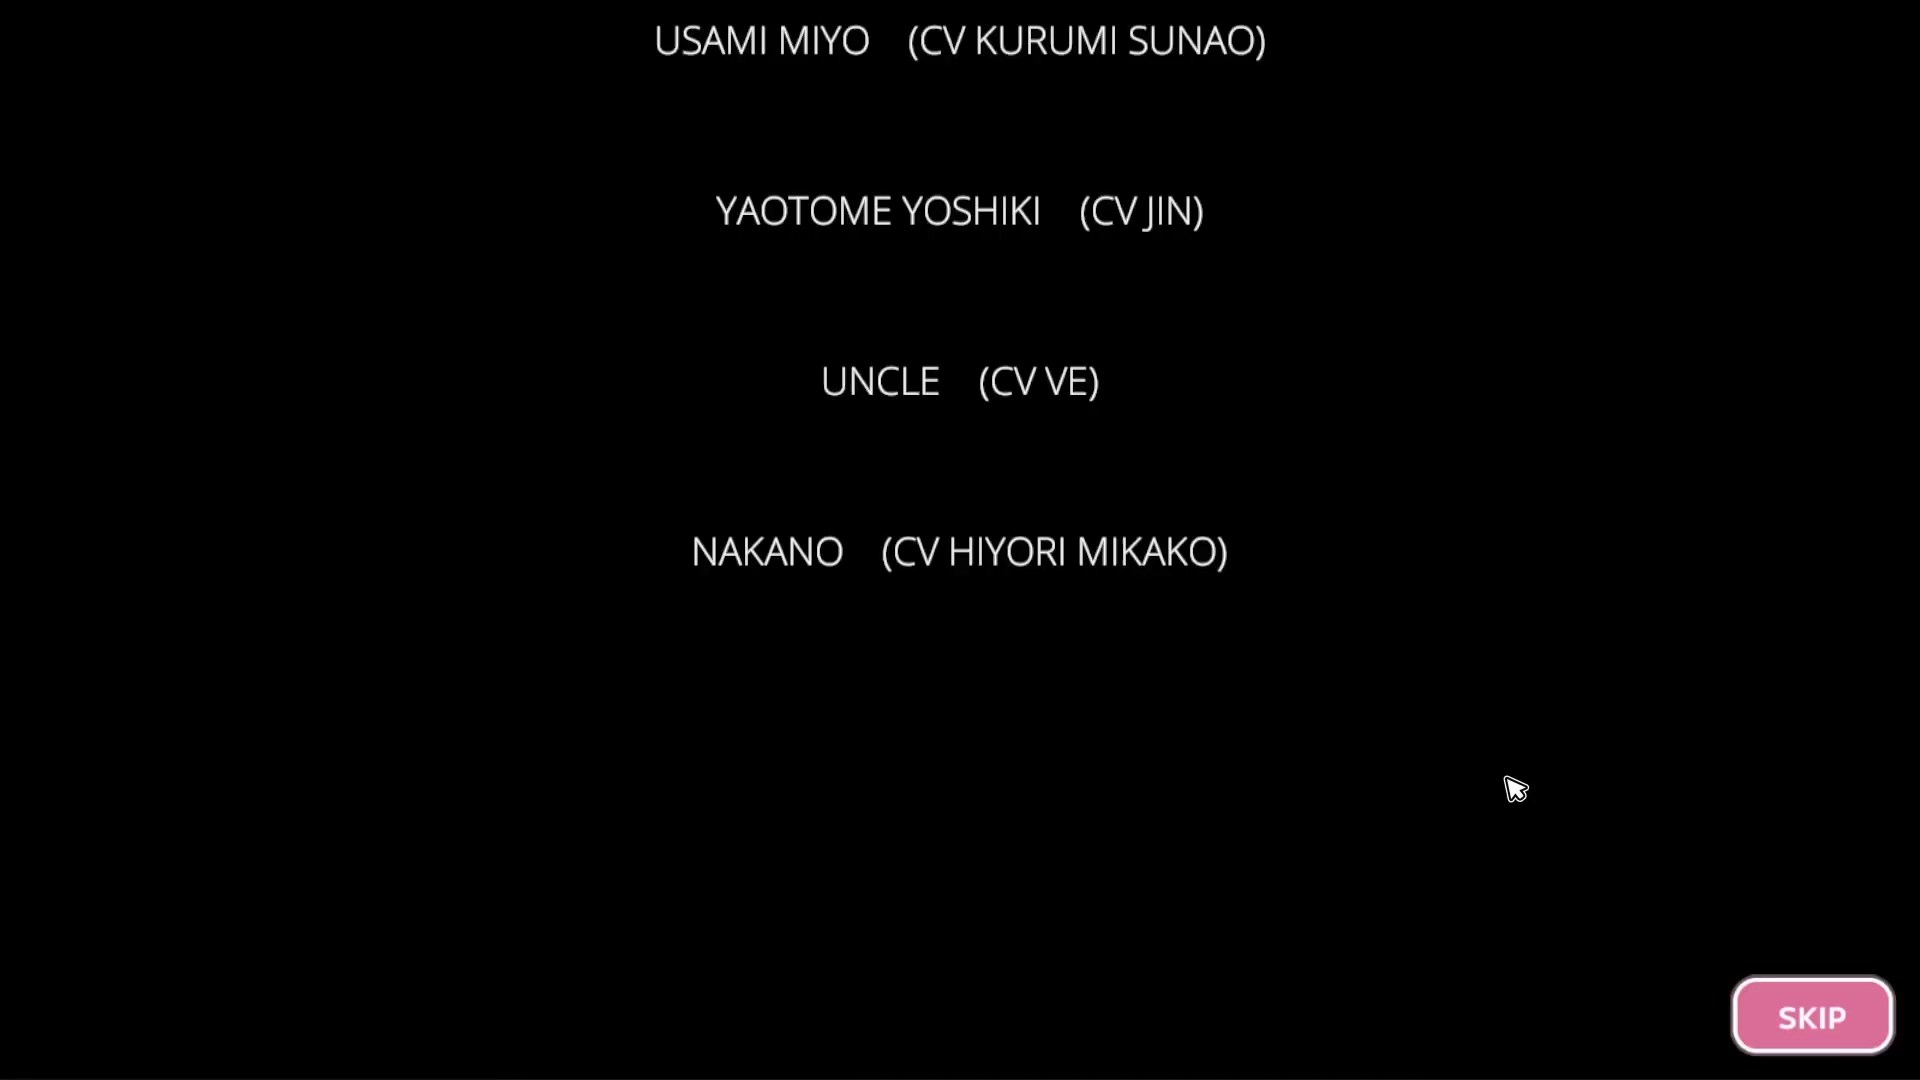 USAMI MIYO (CV KURUMI SUNAO)
YAOTOME YOSHIKI (CV JIN)
UNCLE (CV VE)
NAKANO (CV HIYORI MIKAKO)
SKIP